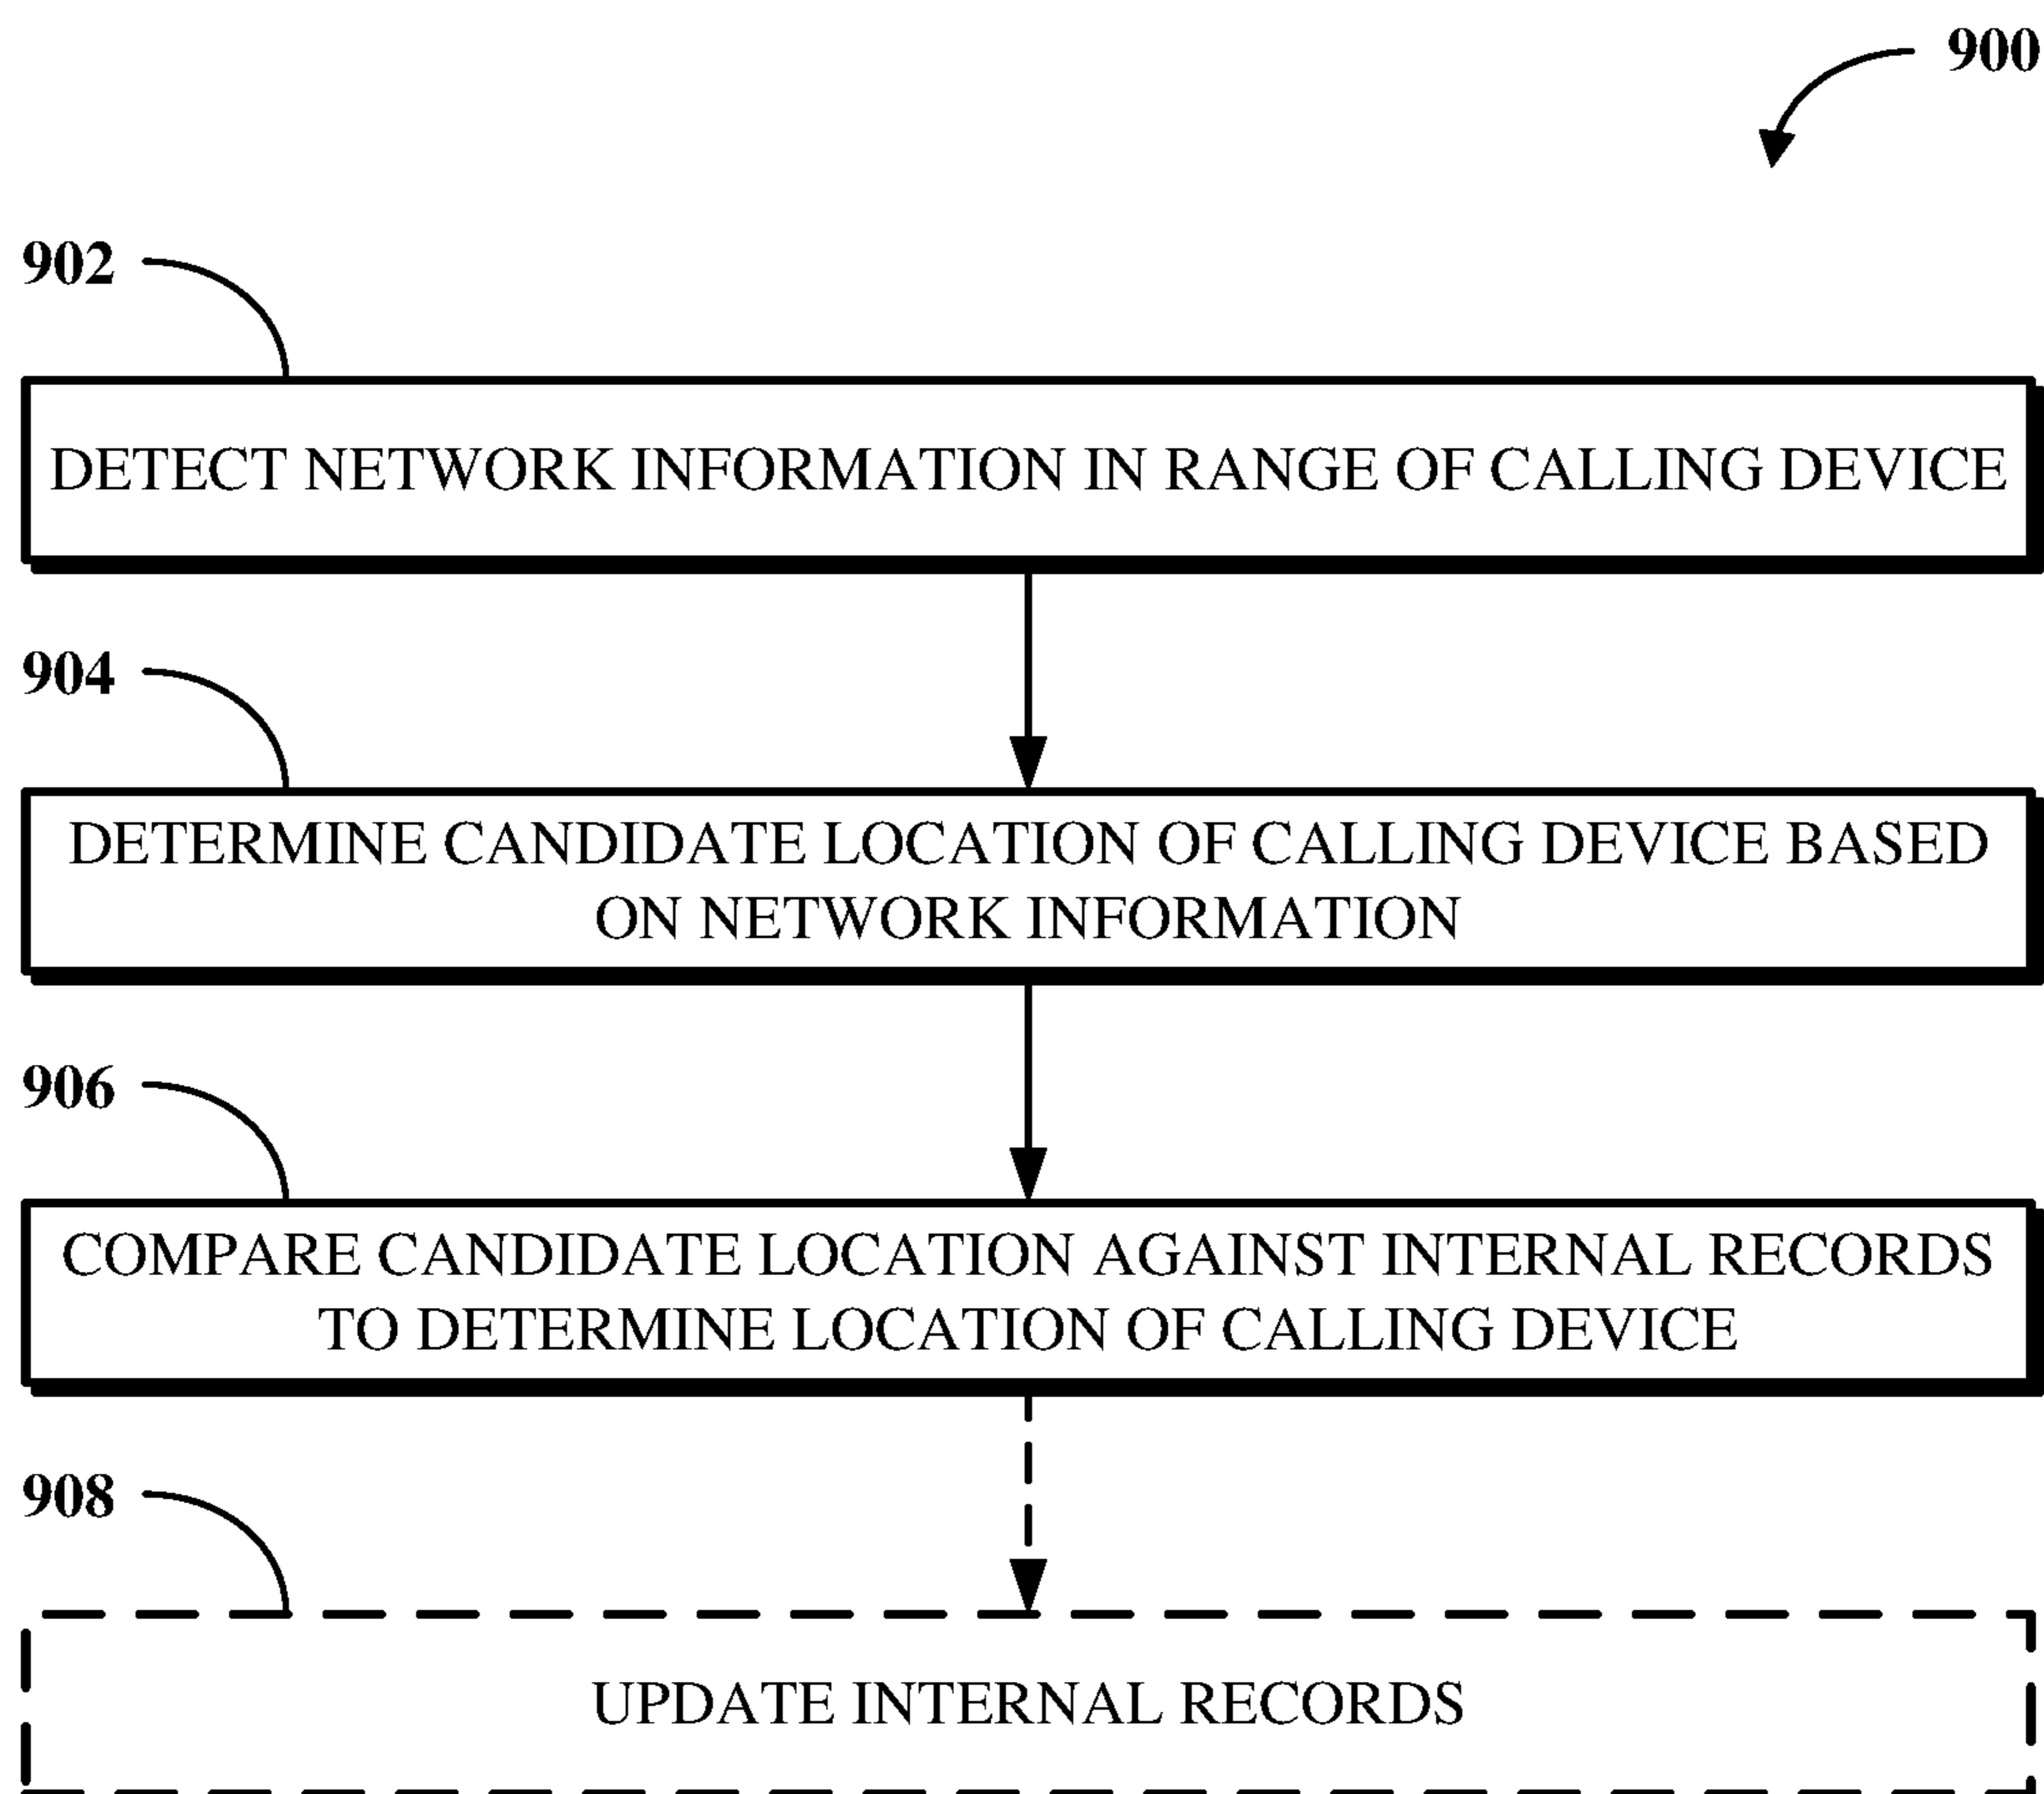 900
902
DETECT NETWORK INFORMATION IN RANGE OF CALLING DEVICE
904
DETERMINE CANDIDATE LOCATION OF CALLING DEVICE BASED
ON NETWORK INFORMATION
906
COMPARE CANDIDATE LOCATION AGAINST INTERNAL RECORDS
TO DETERMINE LOCATION OF CALLING DEVICE
908
UPDATE INTERNAL RECORDS